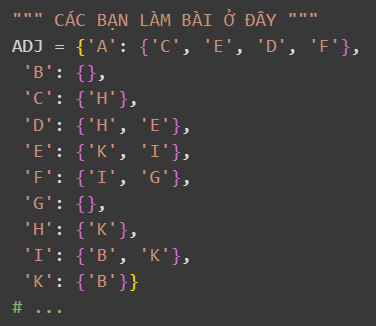 """ CÁC BẠN LÀM BÀI Ở ĐÂY """
ADJ = {'A': {'C', 'E', 'D', 'F'},
 'B': {},
 'C': {'H'},
 'D': {'H', 'E'},
 'E': {'K', 'I'},
 'F': {'I', 'G'},
 'G': {},
 'H': {'K'},
 'I': {'B', 'K'},
 'K': {'B'}}
# ...